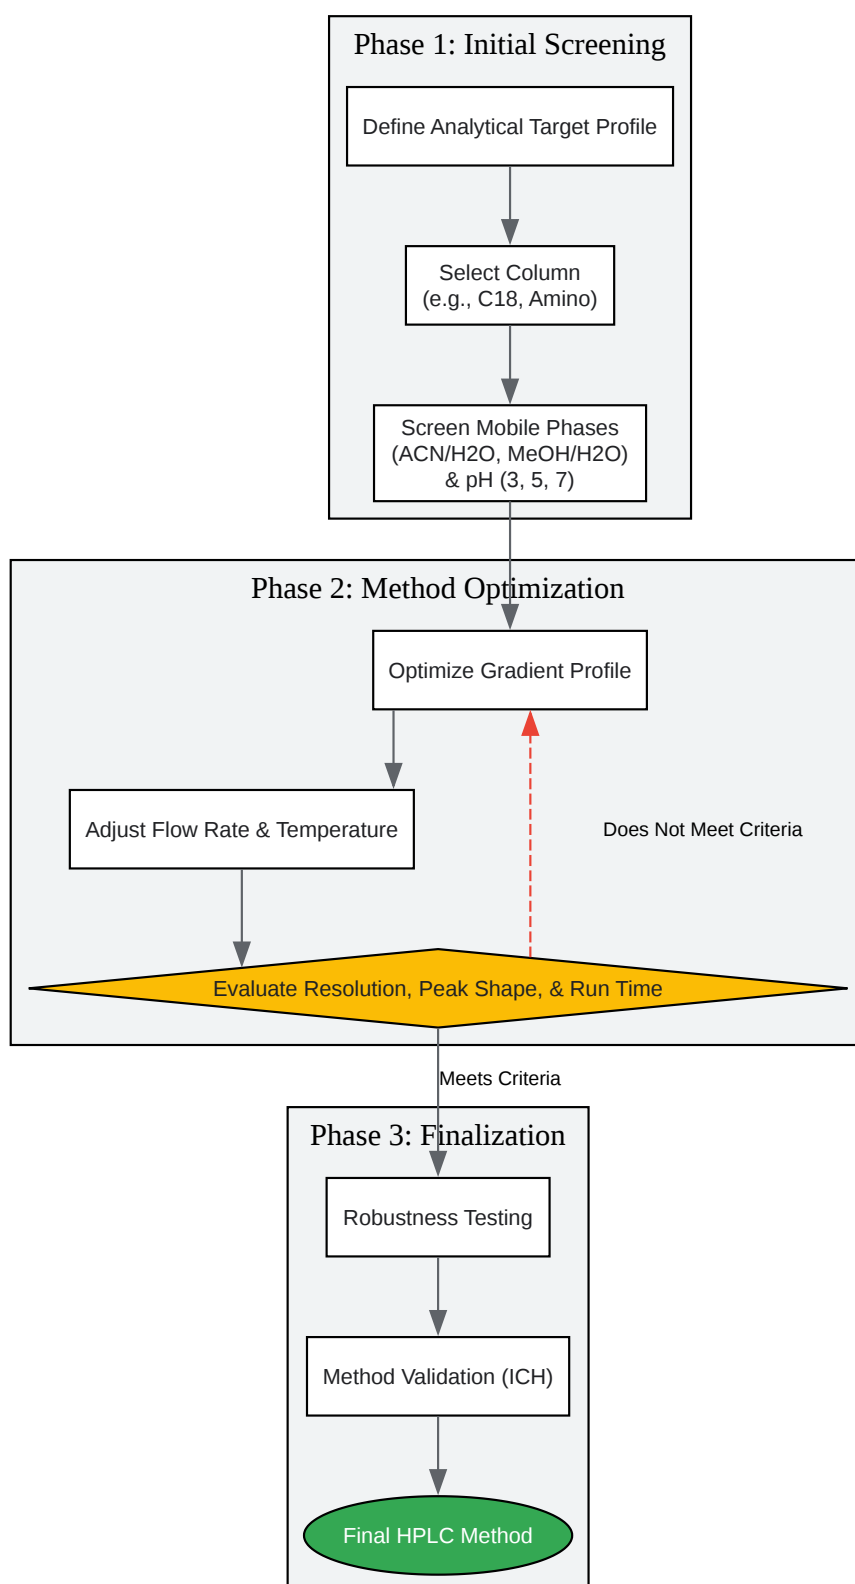 Phase 1: Initial Screening
Define Analytical Target Profile
Select Column
(e.g., C18, Amino)
Screen Mobile Phases
(ACN/H2O, MeOH/H2O)
& pH (3, 5, 7)
Phase 2: Method Optimization
Optimize Gradient Profile
Adjust Flow Rate & Temperature
Does Not Meet Criteria
Evaluate Resolution, Peak Shape, & Run Time
Meets Criteria
Phase 3: Finalization
Robustness Testing
Method Validation (ICH)
Final HPLC Method